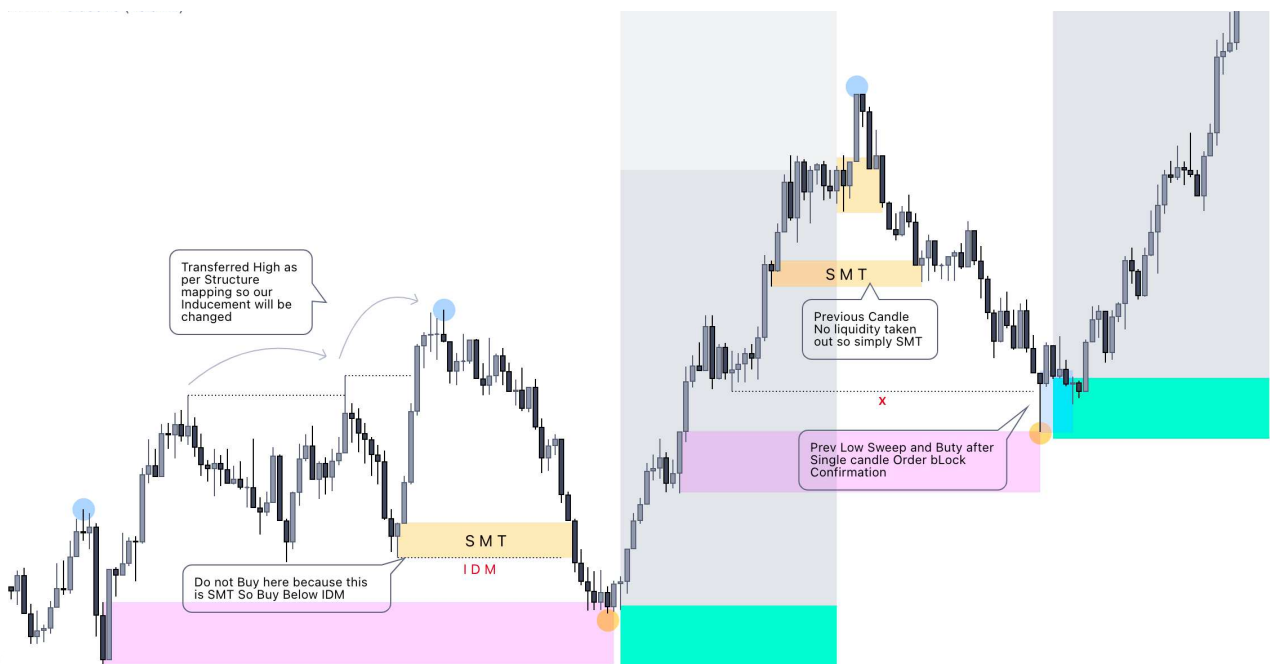 Transferred High as
per Structure
mapping so our
Inducement will be
changed
SMT
IDM
Do not Buy here because this
is SMT So Buy Below IDM
SMT
Previous Candle
No liquidity taken
out so simply SMT
x
Prev Low Sweep and Buty after
Single candle Order bLock
Confirmation